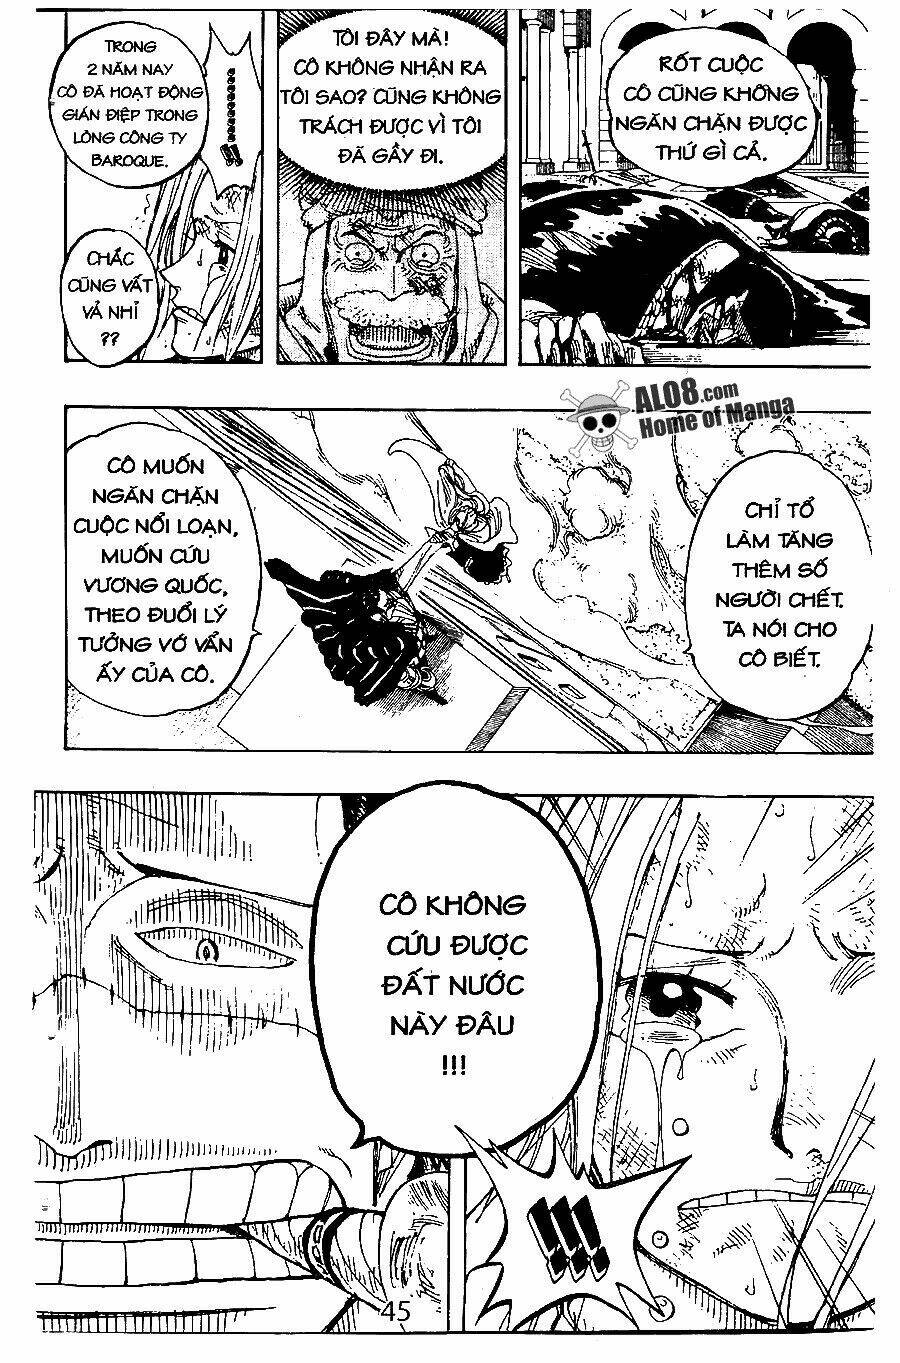 RỐT CUỘC
CÔ CŨNG KHÔNG
NGĂN CHẶN ĐƯỢC
THỨ GÌ CẢ.
TÔI ĐÂY MÀ!
CÔ KHÔNG NHẬN RA
TÔI SAO? CŨNG KHÔNG
TRÁCH ĐƯỢC VÌ TÔI
ĐÃ GẦY ĐI.
.........!!!
TRONG
2 NĂM NAY
CÔ ĐÃ HOẠT ĐỘNG
GIÁN ĐIỆP TRONG
LÒNG CÔNG TY
BAROQUE.
CHẮC
CŨNG VẤT
VẢ NHỈ
??
AL08.com
Home of Manga
CHỈ TỔ
LÀM TĂNG
THÊM SỐ
NGƯỜI CHẾT.
TA NÓI CHO
CÔ BIẾT.
CÔ MUỐN
NGĂN CHẶN
CUỘC NỔI LOẠN,
MUỐN CỨU
VƯƠNG QUỐC,
THEO ĐUỔI LÝ
TƯỞNG VỚ VẨN
ẤY CỦA CÔ.
CÔ KHÔNG
CỨU ĐƯỢC
ĐẤT NƯỚC
NÀY ĐÂU
!!!
!!!
45